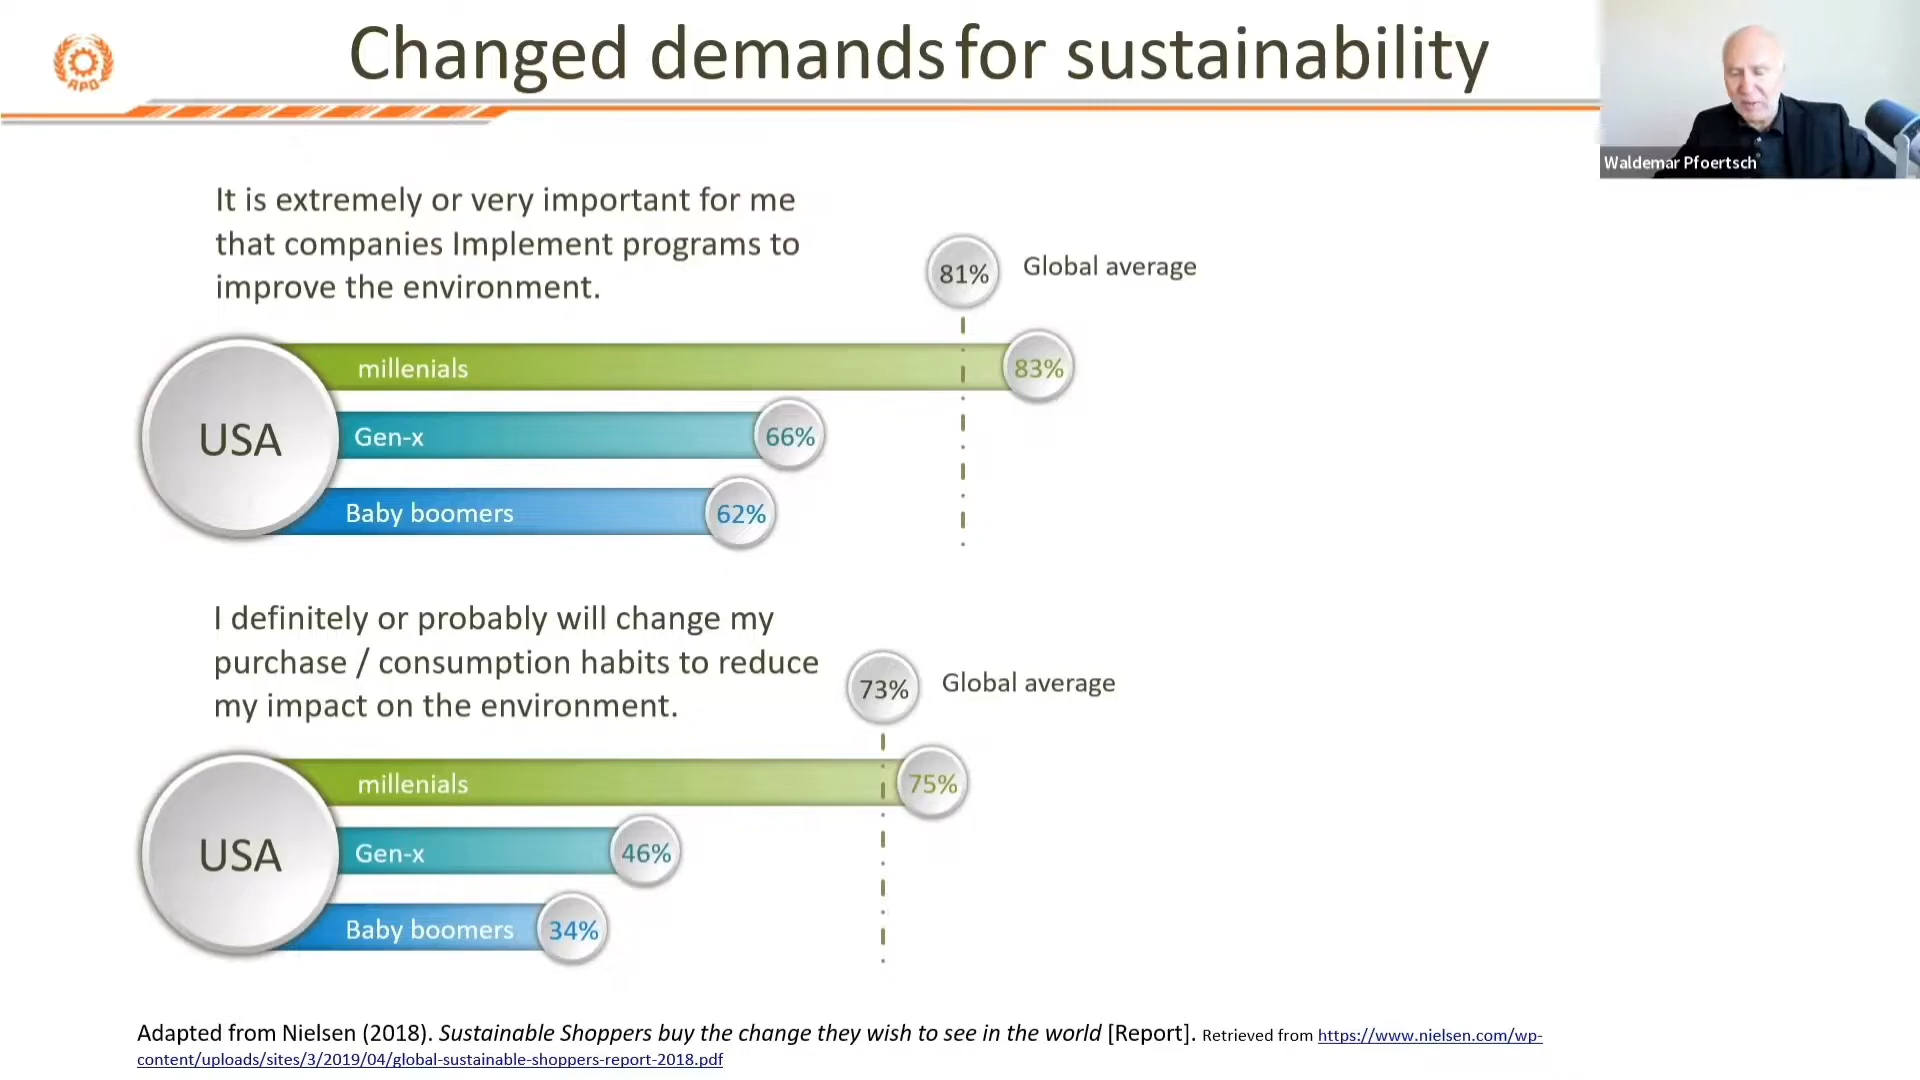 Changed demands for sustainability
APO
Waldemar Pfoertsch
It is extremely or very important for me
that companies Implement programs to
improve the environment.
81%
Global average
millenials
83%
USA
Gen-x
66%
Baby boomers
62%
I definitely or probably will change my
purchase / consumption habits to reduce
my impact on the environment.
73%
Global average
millenials
75%
USA
Gen-x
46%
Baby boomers
34%
Adapted from Nielsen (2018). Sustainable Shoppers buy the change they wish to see in the world [Report]. Retrieved from https://www.nielsen.com/wp-
content/uploads/sites/3/2019/04/global-sustainable-shoppers-report-2018.pdf